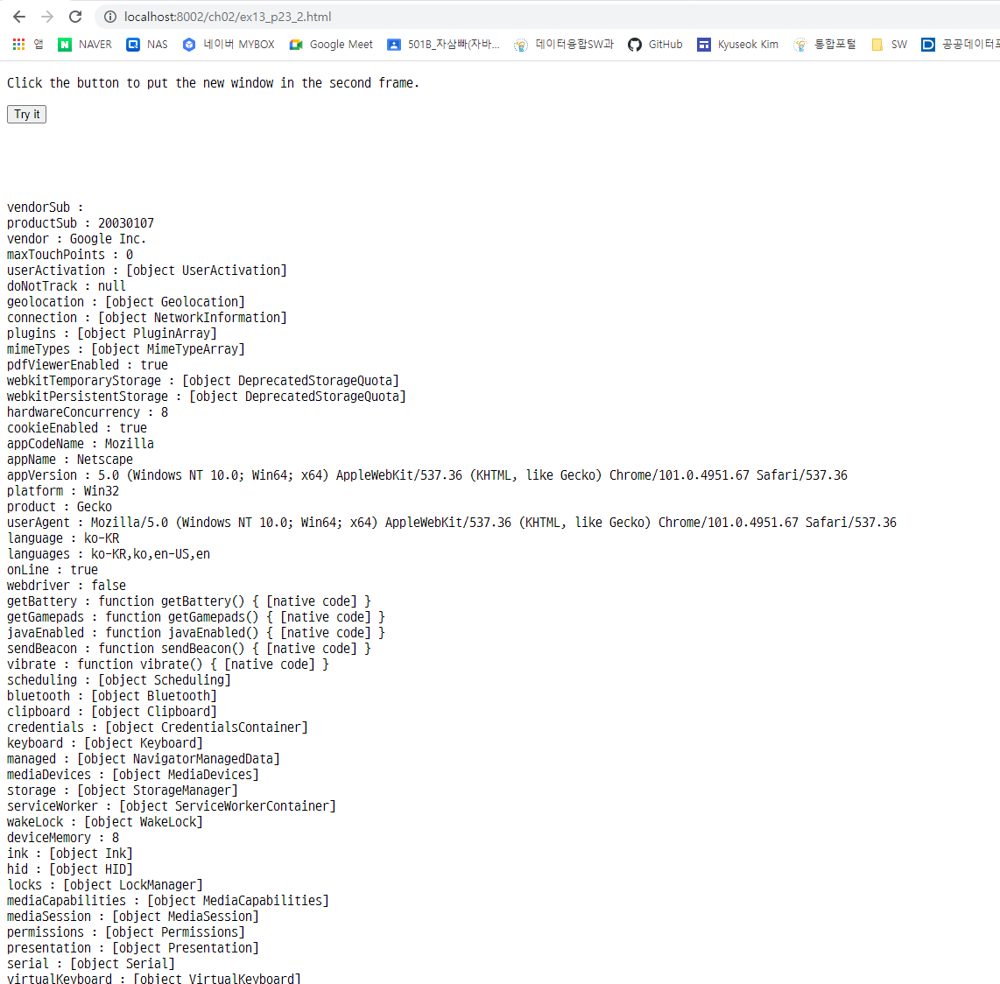 localhost:8002/ch02/ex13_p23_2.html
앱 NAVER NAS 네이버 MYBOX Google Meet 501B_자삼빠(자바... 데이터융합SW과 GitHub Kyuseok Kim 통합포털 SW 공공데이터포
Click the button to put the new window in the second frame.
Try it
vendorSub :
productSub : 20030107
vendor : Google Inc.
maxTouchPoints : 0
userActivation : [object UserActivation]
doNotTrack : null
geolocation : [object Geolocation]
connection : [object NetworkInformation]
plugins : [object PluginArray]
mimeTypes : [object MimeTypeArray]
pdfViewerEnabled : true
webkitTemporaryStorage : [object DeprecatedStorageQuota]
webkitPersistentStorage : [object DeprecatedStorageQuota]
hardwareConcurrency : 8
cookieEnabled : true
appCodeName : Mozilla
appName : Netscape
appVersion : 5.0 (Windows NT 10.0; Win64; x64) AppleWebKit/537.36 (KHTML, like Gecko) Chrome/101.0.4951.67 Safari/537.36
platform : Win32
product : Gecko
userAgent : Mozilla/5.0 (Windows NT 10.0; Win64; x64) AppleWebKit/537.36 (KHTML, like Gecko) Chrome/101.0.4951.67 Safari/537.36
language : ko-KR
languages : ko-KR,ko,en-US,en
onLine : true
webdriver : false
getBattery : function getBattery() { [native code] }
getGamepads : function getGamepads() { [native code] }
javaEnabled : function javaEnabled() { [native code] }
sendBeacon : function sendBeacon() { [native code] }
vibrate : function vibrate() { [native code] }
scheduling : [object Scheduling]
bluetooth : [object Bluetooth]
clipboard : [object Clipboard]
credentials : [object CredentialsContainer]
keyboard : [object Keyboard]
managed : [object NavigatorManagedData]
mediaDevices : [object MediaDevices]
storage : [object StorageManager]
serviceWorker : [object ServiceWorkerContainer]
wakeLock : [object WakeLock]
deviceMemory : 8
ink : [object Ink]
hid : [object HID]
locks : [object LockManager]
mediaCapabilities : [object MediaCapabilities]
mediaSession : [object MediaSession]
permissions : [object Permissions]
presentation : [object Presentation]
serial : [object Serial]
virtualKeyboard : [object VirtualKeyboard]